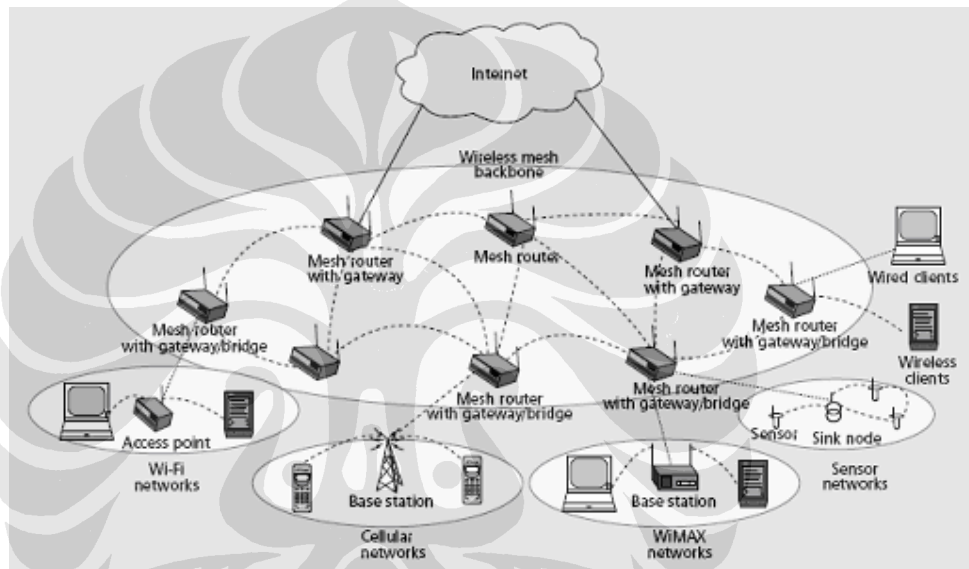 Internet
Wireless mesh
backbone
Mesh router
with gateway
Mesh router
Mesh router
with gateway
Wired clients
Mesh router
with gateway/bridge
Mesh router
with gateway/bridge
Wireless
clients
Mesh router
with gateway/bridge
Mesh router
with gateway/bridge
Access point
Sensor
Sink node
Wi-Fi
networks
Sensor
networks
Base station
Base station
Cellular
networks
WiMAX
networks